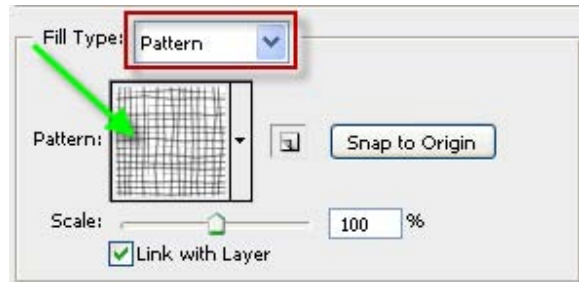 Fill Type: Pattern
Pattern: Snap to Origin
Scale: 100 %
Link with Layer